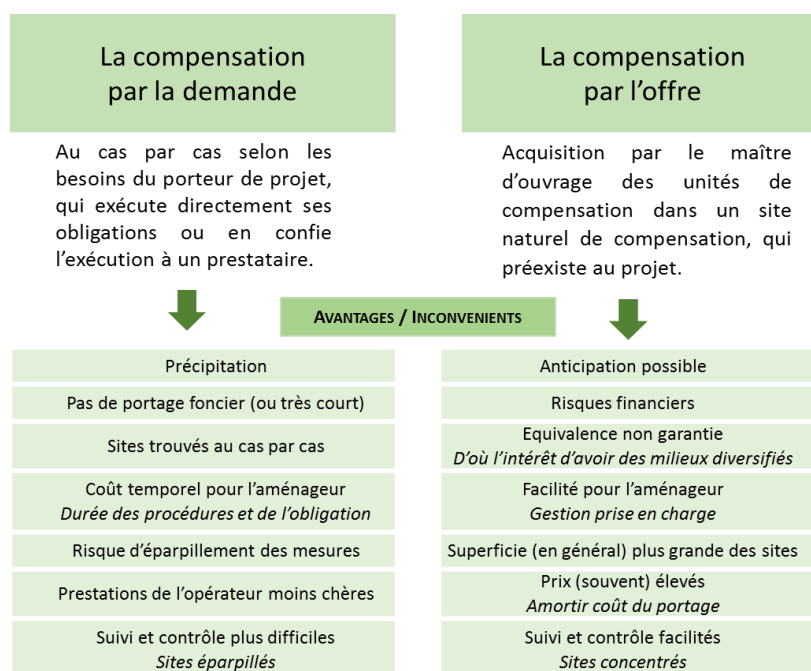 La compensation
par la demande
Au cas par cas selon les
besoins du porteur de projet,
qui exécute directement ses
obligations ou en confie
l'exécution à un prestataire.
La compensation
par l'offre
Acquisition par le maître
d'ouvrage des unités de
compensation dans un site
naturel de compensation, qui
préexiste au projet.
AVANTAGES / INCONVENIENTS
Précipitation
Pas de portage foncier (ou très court)
Sites trouvés au cas par cas
Coût temporel pour l'aménageur
Durée des procédures et de l'obligation
Risque d'éparpillement des mesures
Prestations de l'opérateur moins chères
Suivi et contrôle plus difficiles
Sites éparpillés
Anticipation possible
Risques financiers
Equivalence non garantie
D'où l'intérêt d'avoir des milieux diversifiés
Facilité pour l'aménageur
Gestion prise en charge
Superficie (en général) plus grande des sites
Prix (souvent) élevés
Amortir coût du portage
Suivi et contrôle facilités
Sites concentrés